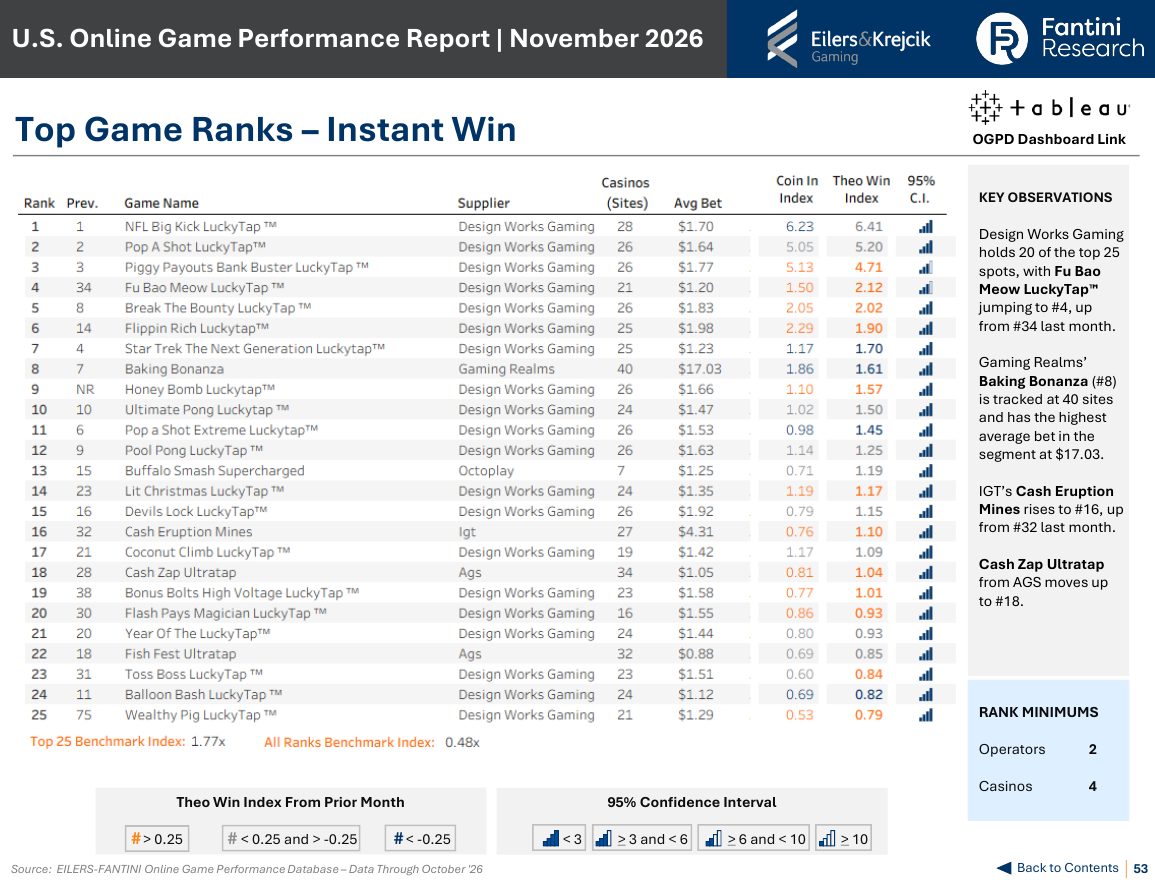 U.S. Online Game Performance Report | November 2026
Eilers&Krejcik
Gaming
Fantini
Research
Top Game Ranks – Instant Win
+ a b l e a u
OGPD Dashboard Link
Rank Prev. Game Name Supplier Casinos (Sites) Avg Bet Coin In Index Theo Win Index 95% C.I.
1 1 NFL Big Kick LuckyTap ™ Design Works Gaming 28 $1.70 6.23 6.41
2 2 Pop A Shot LuckyTap™ Design Works Gaming 26 $1.64 5.05 5.20
3 3 Piggy Payouts Bank Buster LuckyTap ™ Design Works Gaming 26 $1.77 5.13 4.71
4 34 Fu Bao Meow LuckyTap ™ Design Works Gaming 21 $1.20 1.50 2.12
5 8 Break The Bounty LuckyTap ™ Design Works Gaming 26 $1.83 2.05 2.02
6 14 Flippin Rich Luckytap™ Design Works Gaming 25 $1.98 2.29 1.90
7 4 Star Trek The Next Generation Luckytap™ Design Works Gaming 25 $1.23 1.17 1.70
8 7 Baking Bonanza Gaming Realms 40 $17.03 1.86 1.61
9 NR Honey Bomb Luckytap™ Design Works Gaming 26 $1.66 1.10 1.57
10 10 Ultimate Pong Luckytap ™ Design Works Gaming 24 $1.47 1.02 1.50
11 6 Pop a Shot Extreme Luckytap™ Design Works Gaming 26 $1.53 0.98 1.45
12 9 Pool Pong LuckyTap ™ Design Works Gaming 26 $1.63 1.14 1.25
13 15 Buffalo Smash Supercharged Octoplay 7 $1.25 0.71 1.19
14 23 Lit Christmas LuckyTap ™ Design Works Gaming 24 $1.35 1.19 1.17
15 16 Devils Lock LuckyTap™ Design Works Gaming 26 $1.92 0.79 1.15
16 32 Cash Eruption Mines Igt 27 $4.31 0.76 1.10
17 21 Coconut Climb LuckyTap ™ Design Works Gaming 19 $1.42 1.17 1.09
18 28 Cash Zap Ultratap Ags 34 $1.05 0.81 1.04
19 38 Bonus Bolts High Voltage LuckyTap ™ Design Works Gaming 23 $1.58 0.77 1.01
20 30 Flash Pays Magician LuckyTap ™ Design Works Gaming 16 $1.55 0.86 0.93
21 20 Year Of The LuckyTap™ Design Works Gaming 24 $1.44 0.80 0.93
22 18 Fish Fest Ultratap Ags 32 $0.88 0.69 0.85
23 31 Toss Boss LuckyTap ™ Design Works Gaming 23 $1.51 0.60 0.84
24 11 Balloon Bash LuckyTap ™ Design Works Gaming 24 $1.12 0.69 0.82
25 75 Wealthy Pig LuckyTap ™ Design Works Gaming 21 $1.29 0.53 0.79
Top 25 Benchmark Index: 1.77x All Ranks Benchmark Index: 0.48x
KEY OBSERVATIONS
Design Works Gaming
holds 20 of the top 25
spots, with Fu Bao
Meow LuckyTap™
jumping to #4, up
from #34 last month.
Gaming Realms'
Baking Bonanza (#8)
is tracked at 40 sites
and has the highest
average bet in the
segment at $17.03.
IGT's Cash Eruption
Mines rises to #16, up
from #32 last month.
Cash Zap Ultratap
from AGS moves up
to #18.
RANK MINIMUMS
Operators 2
Casinos 4
Theo Win Index From Prior Month
# > 0.25 # < 0.25 and > -0.25 # < -0.25
95% Confidence Interval
< 3 ≥ 3 and < 6 ≥ 6 and < 10 ≥ 10
Source: EILERS-FANTINI Online Game Performance Database – Data Through October '26
Back to Contents 53